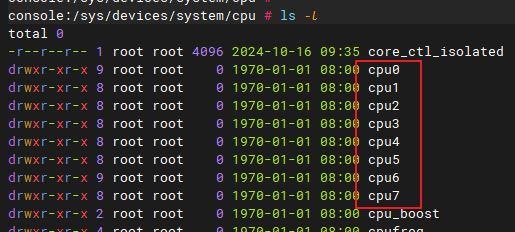 console:/sys/devices/system/cpu #
console:/sys/devices/system/cpu # ls -l
total 0
-r--r--r-- 1 root root 4096 2024-10-16 09:35 core_ctl_isolated
drwxr-xr-x 9 root root    0 1970-01-01 08:00 cpu0
drwxr-xr-x 8 root root    0 1970-01-01 08:00 cpu1
drwxr-xr-x 8 root root    0 1970-01-01 08:00 cpu2
drwxr-xr-x 8 root root    0 1970-01-01 08:00 cpu3
drwxr-xr-x 8 root root    0 1970-01-01 08:00 cpu4
drwxr-xr-x 8 root root    0 1970-01-01 08:00 cpu5
drwxr-xr-x 9 root root    0 1970-01-01 08:00 cpu6
drwxr-xr-x 8 root root    0 1970-01-01 08:00 cpu7
drwxr-xr-x 2 root root    0 1970-01-01 08:00 cpu_boost
drwxr-xr-x 4 root root    0 1970-01-01 08:00 cpufreq